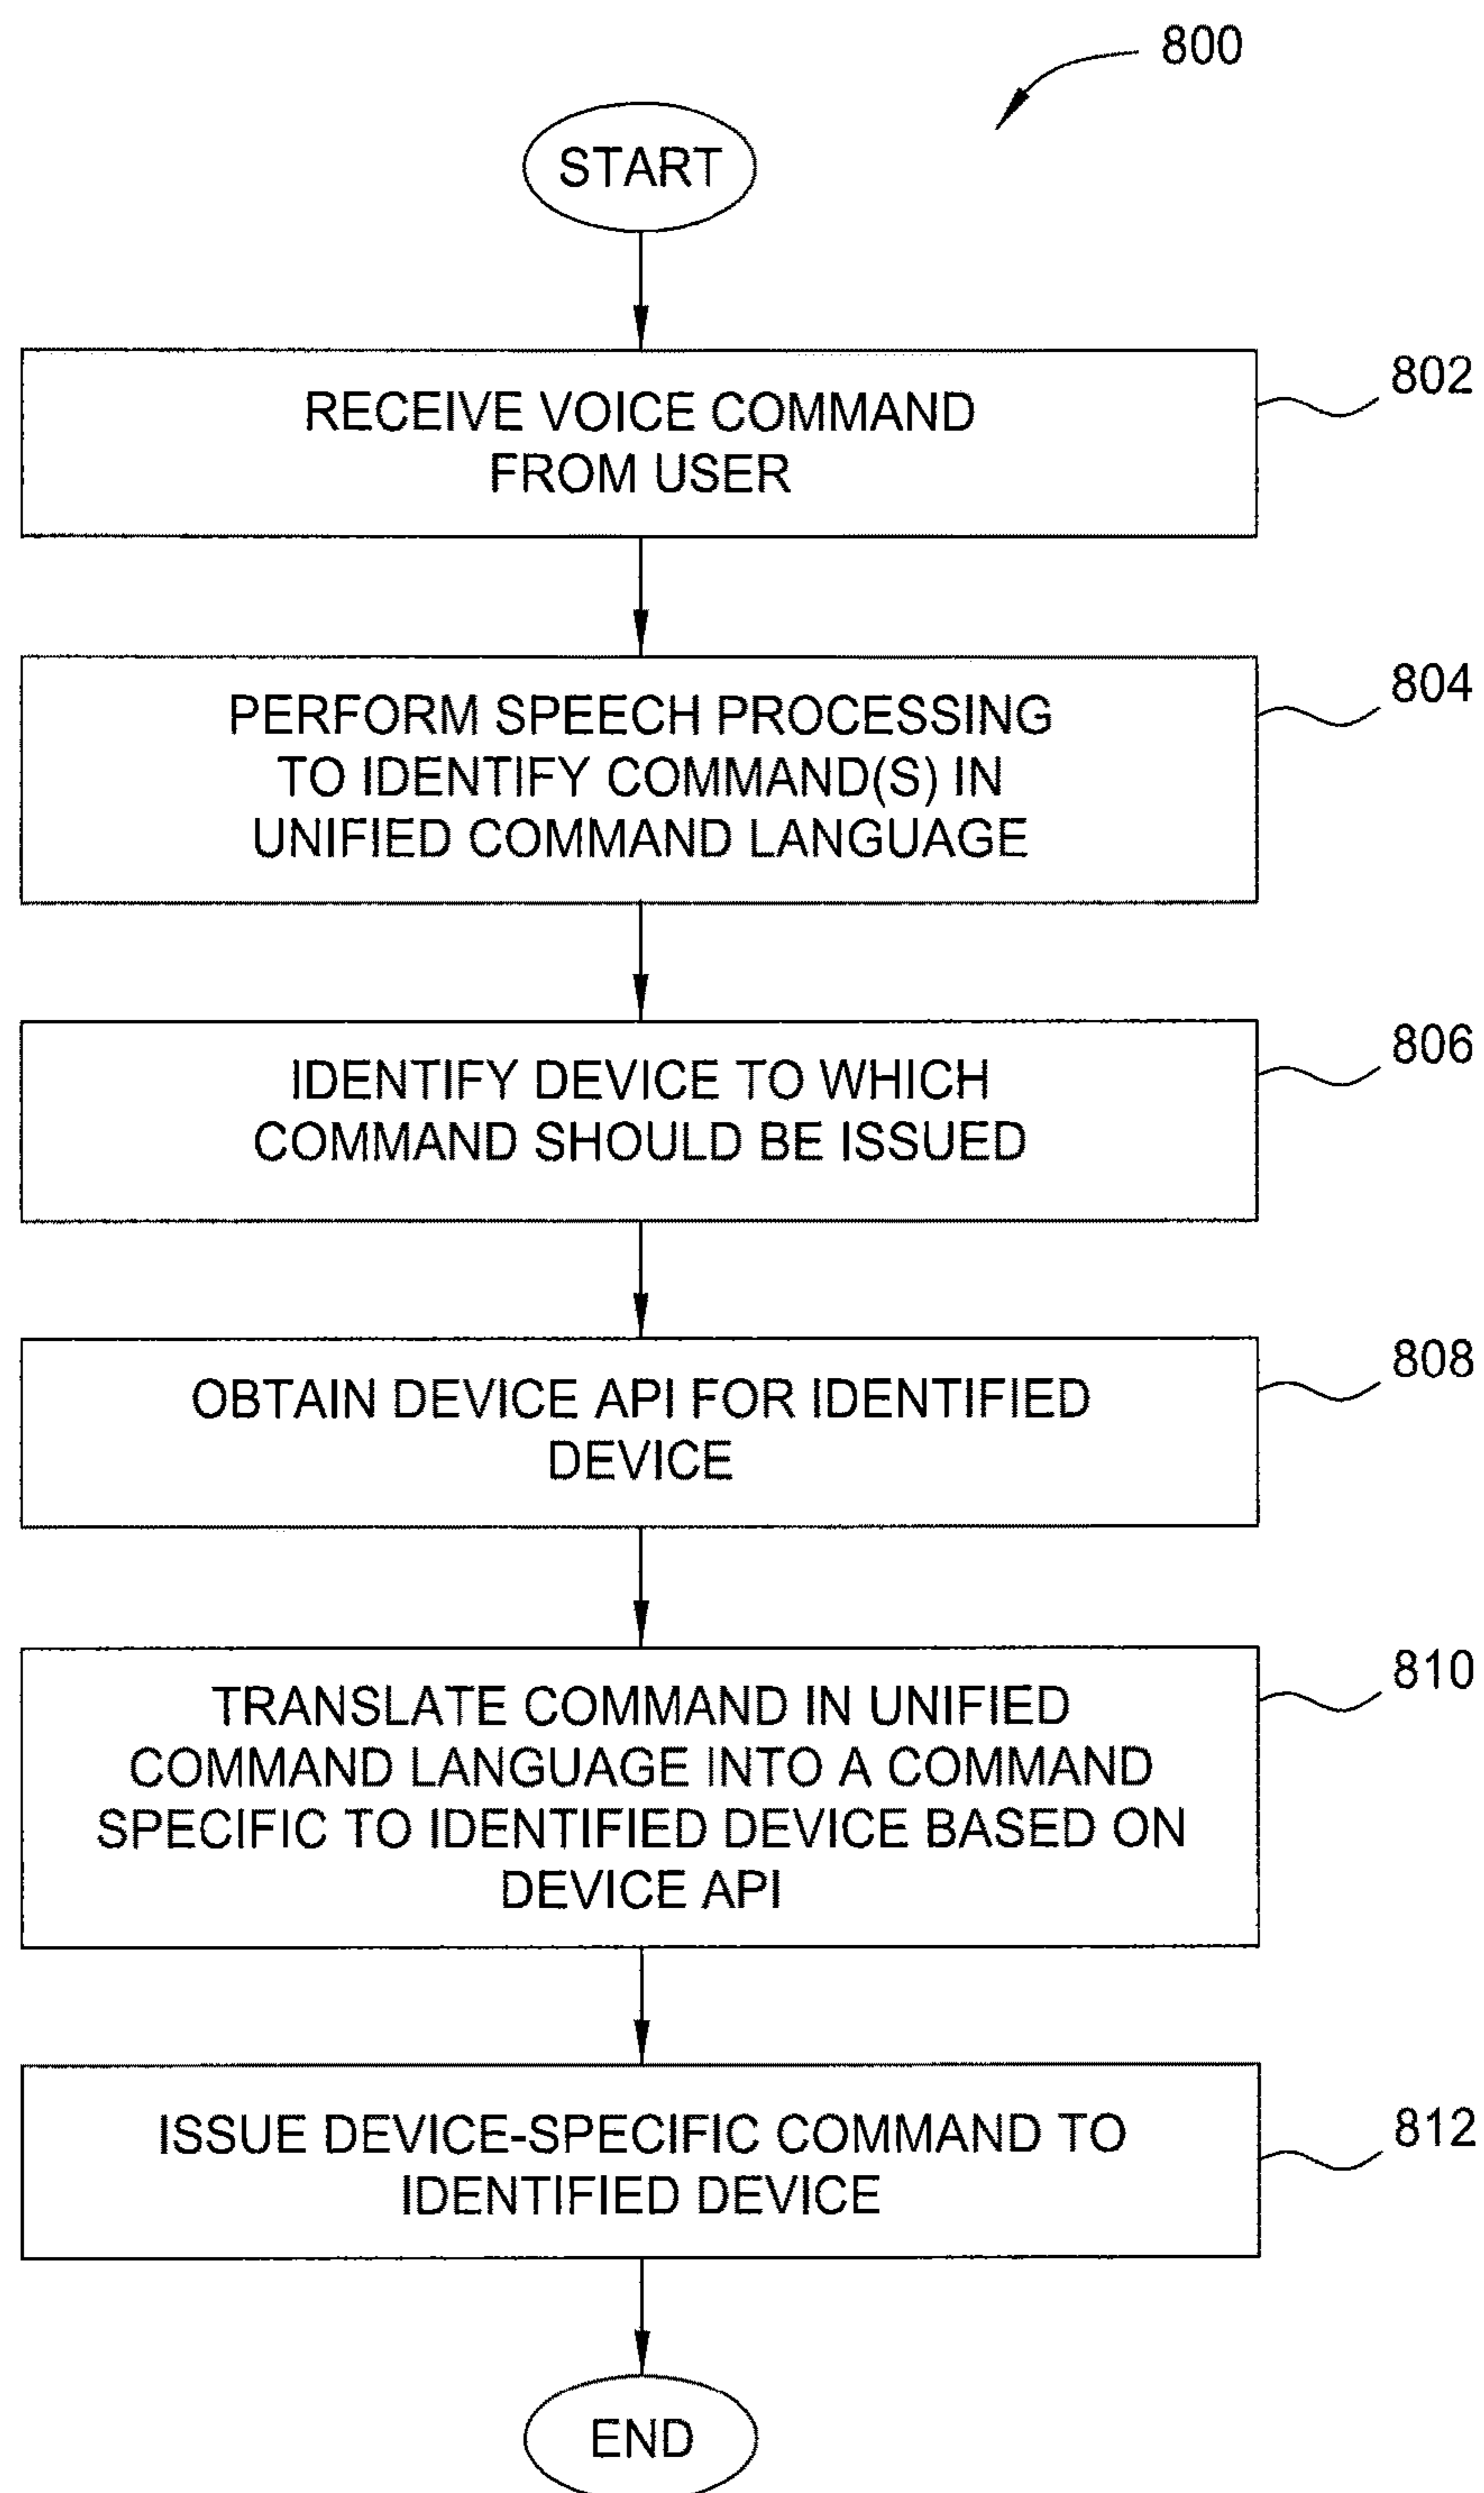 800
START
RECEIVE VOICE COMMAND
FROM USER
802
PERFORM SPEECH PROCESSING
TO IDENTIFY COMMAND(S) IN
UNIFIED COMMAND LANGUAGE
804
IDENTIFY DEVICE TO WHICH
COMMAND SHOULD BE ISSUED
806
OBTAIN DEVICE API FOR IDENTIFIED
DEVICE
808
TRANSLATE COMMAND IN UNIFIED
COMMAND LANGUAGE INTO A COMMAND
SPECIFIC TO IDENTIFIED DEVICE BASED ON
DEVICE API
810
ISSUE DEVICE-SPECIFIC COMMAND TO
IDENTIFIED DEVICE
812
END